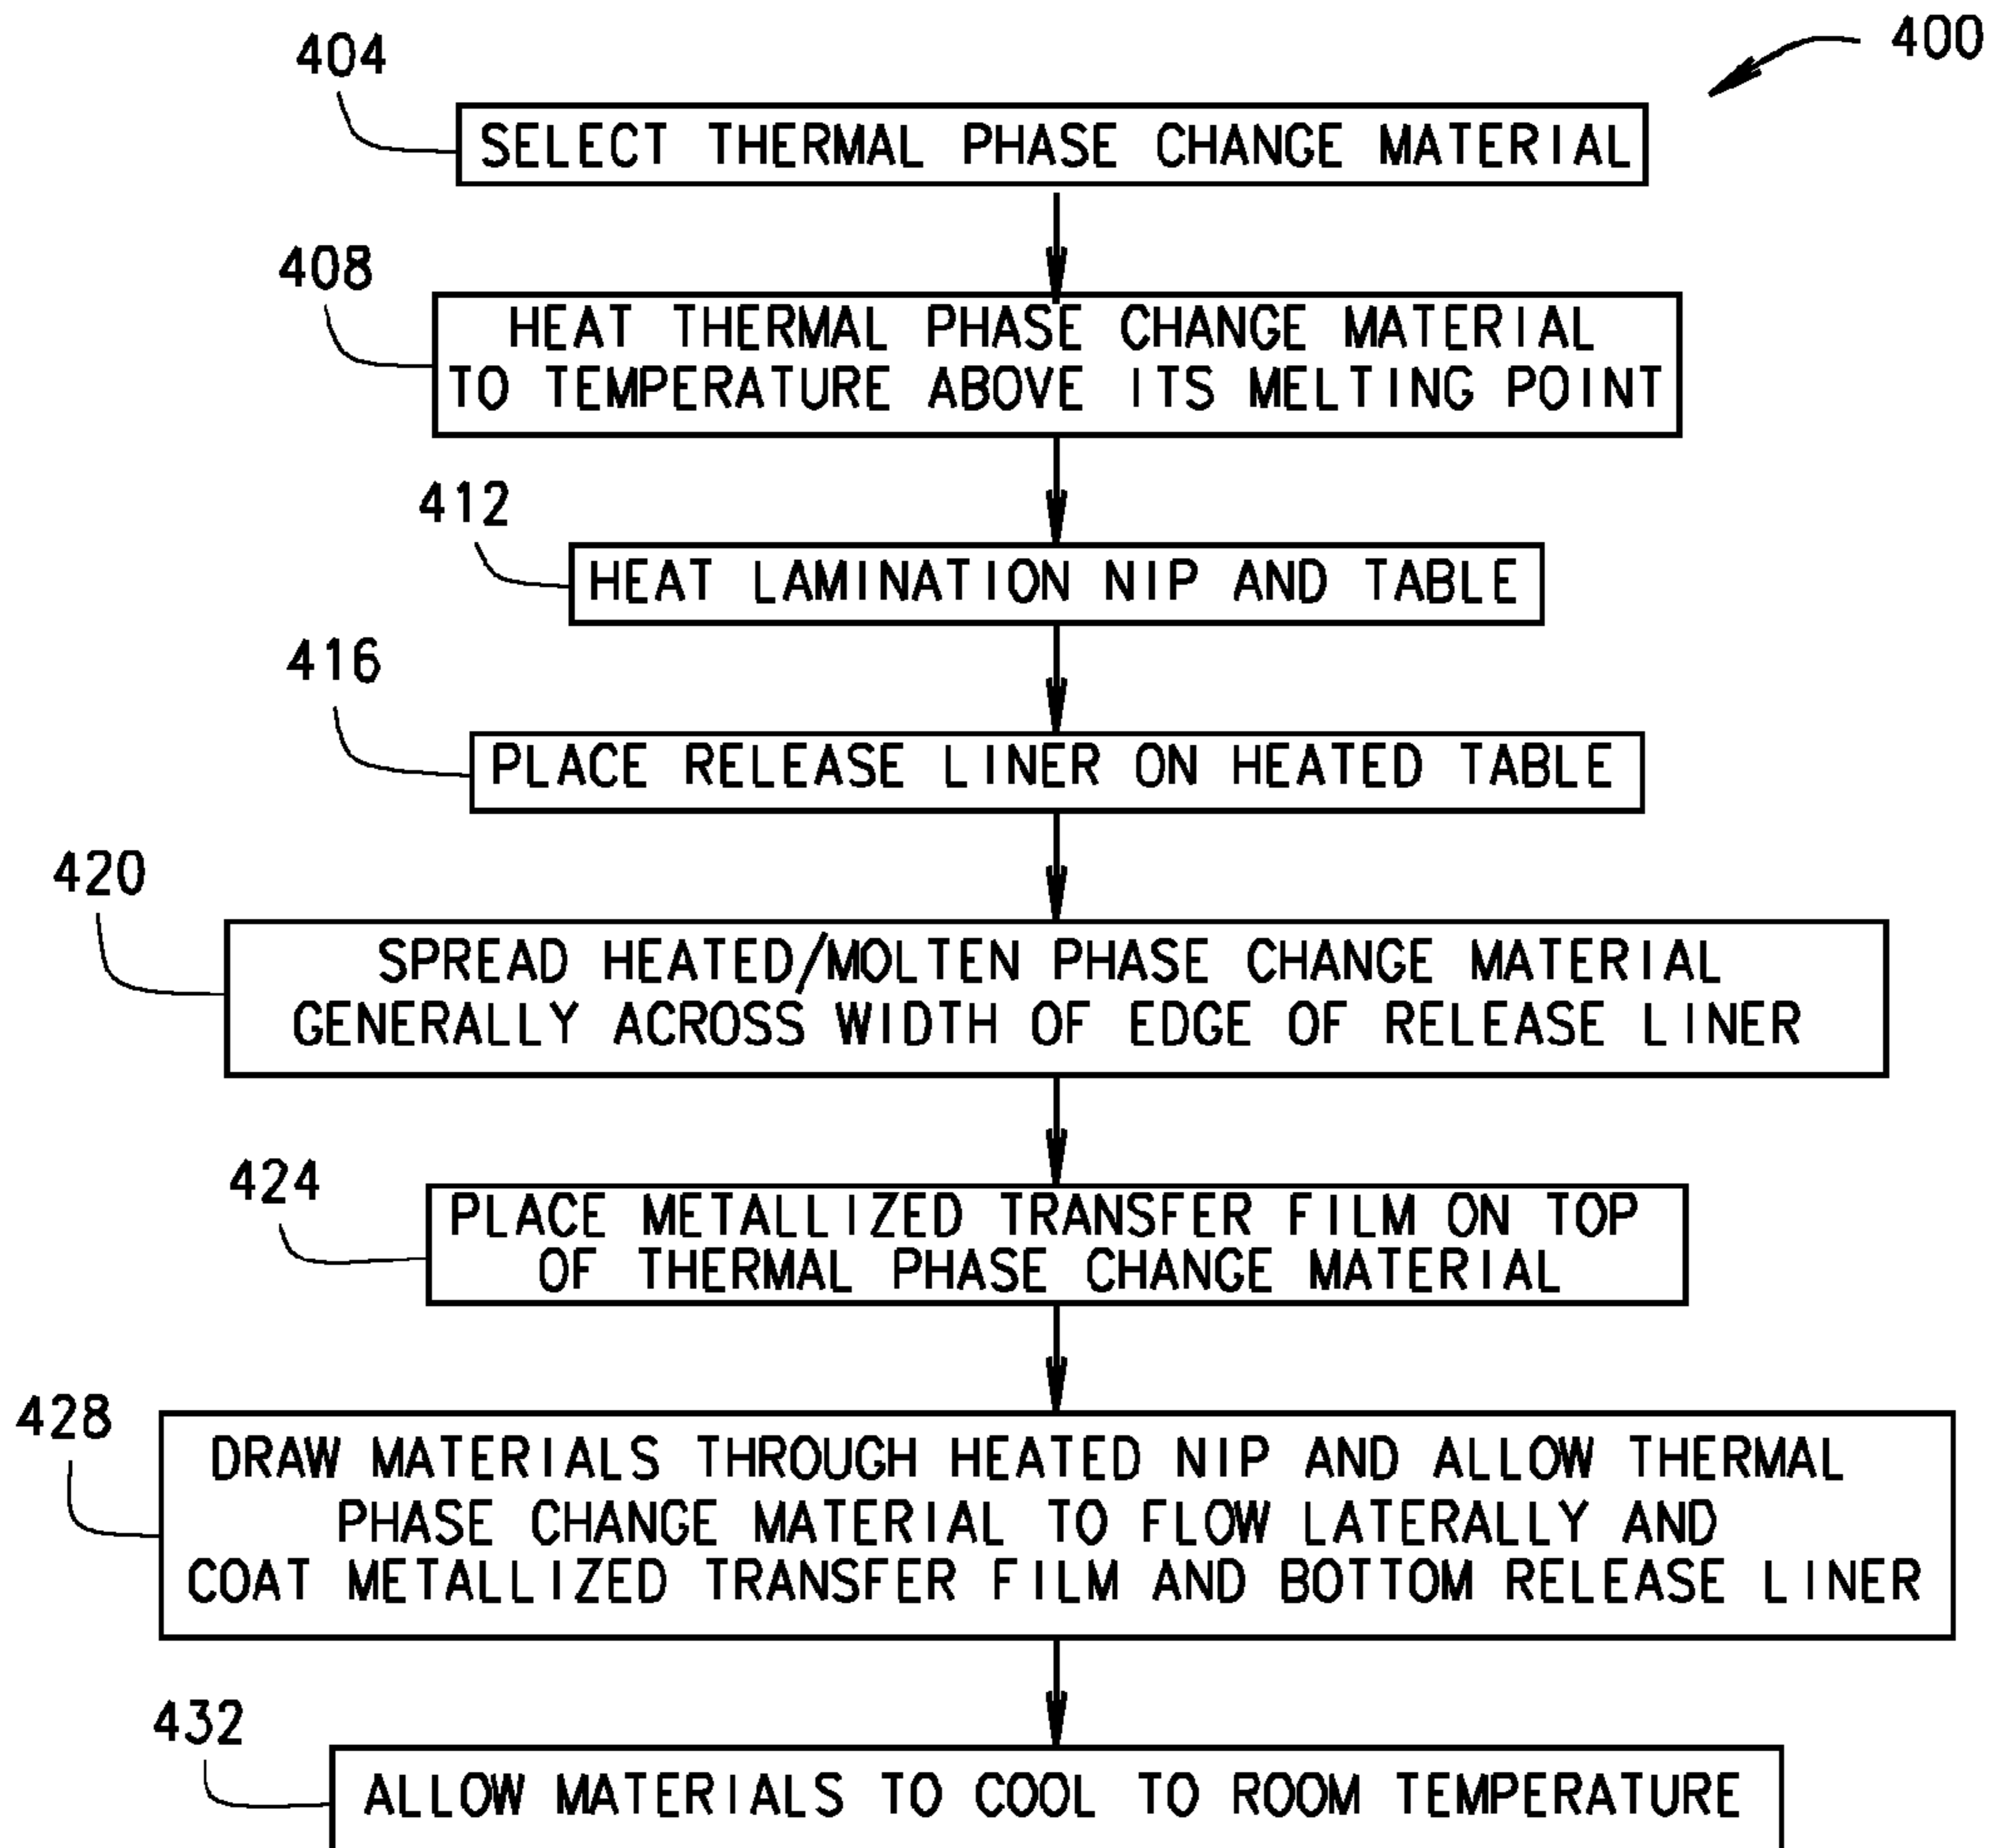 400
404
SELECT THERMAL PHASE CHANGE MATERIAL
408
HEAT THERMAL PHASE CHANGE MATERIAL
TO TEMPERATURE ABOVE ITS MELTING POINT
412
HEAT LAMINATION NIP AND TABLE
416
PLACE RELEASE LINER ON HEATED TABLE
420
SPREAD HEATED/MOLTEN PHASE CHANGE MATERIAL
GENERALLY ACROSS WIDTH OF EDGE OF RELEASE LINER
424
PLACE METALLIZED TRANSFER FILM ON TOP
OF THERMAL PHASE CHANGE MATERIAL
428
DRAW MATERIALS THROUGH HEATED NIP AND ALLOW THERMAL
PHASE CHANGE MATERIAL TO FLOW LATERALLY AND
COAT METALLIZED TRANSFER FILM AND BOTTOM RELEASE LINER
432
ALLOW MATERIALS TO COOL TO ROOM TEMPERATURE